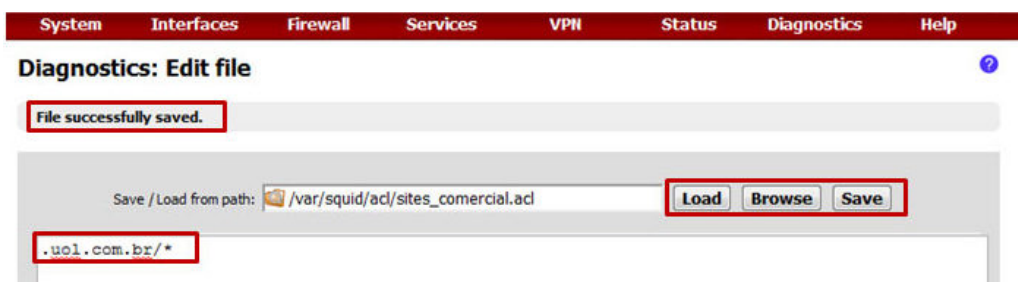 System Interfaces Firewall Services VPN Status Diagnostics Help
Diagnostics: Edit file ?
File successfully saved.
Save / Load from path: /var/squid/acl/sites_comercial.acl Load Browse Save
.uol.com.br/*